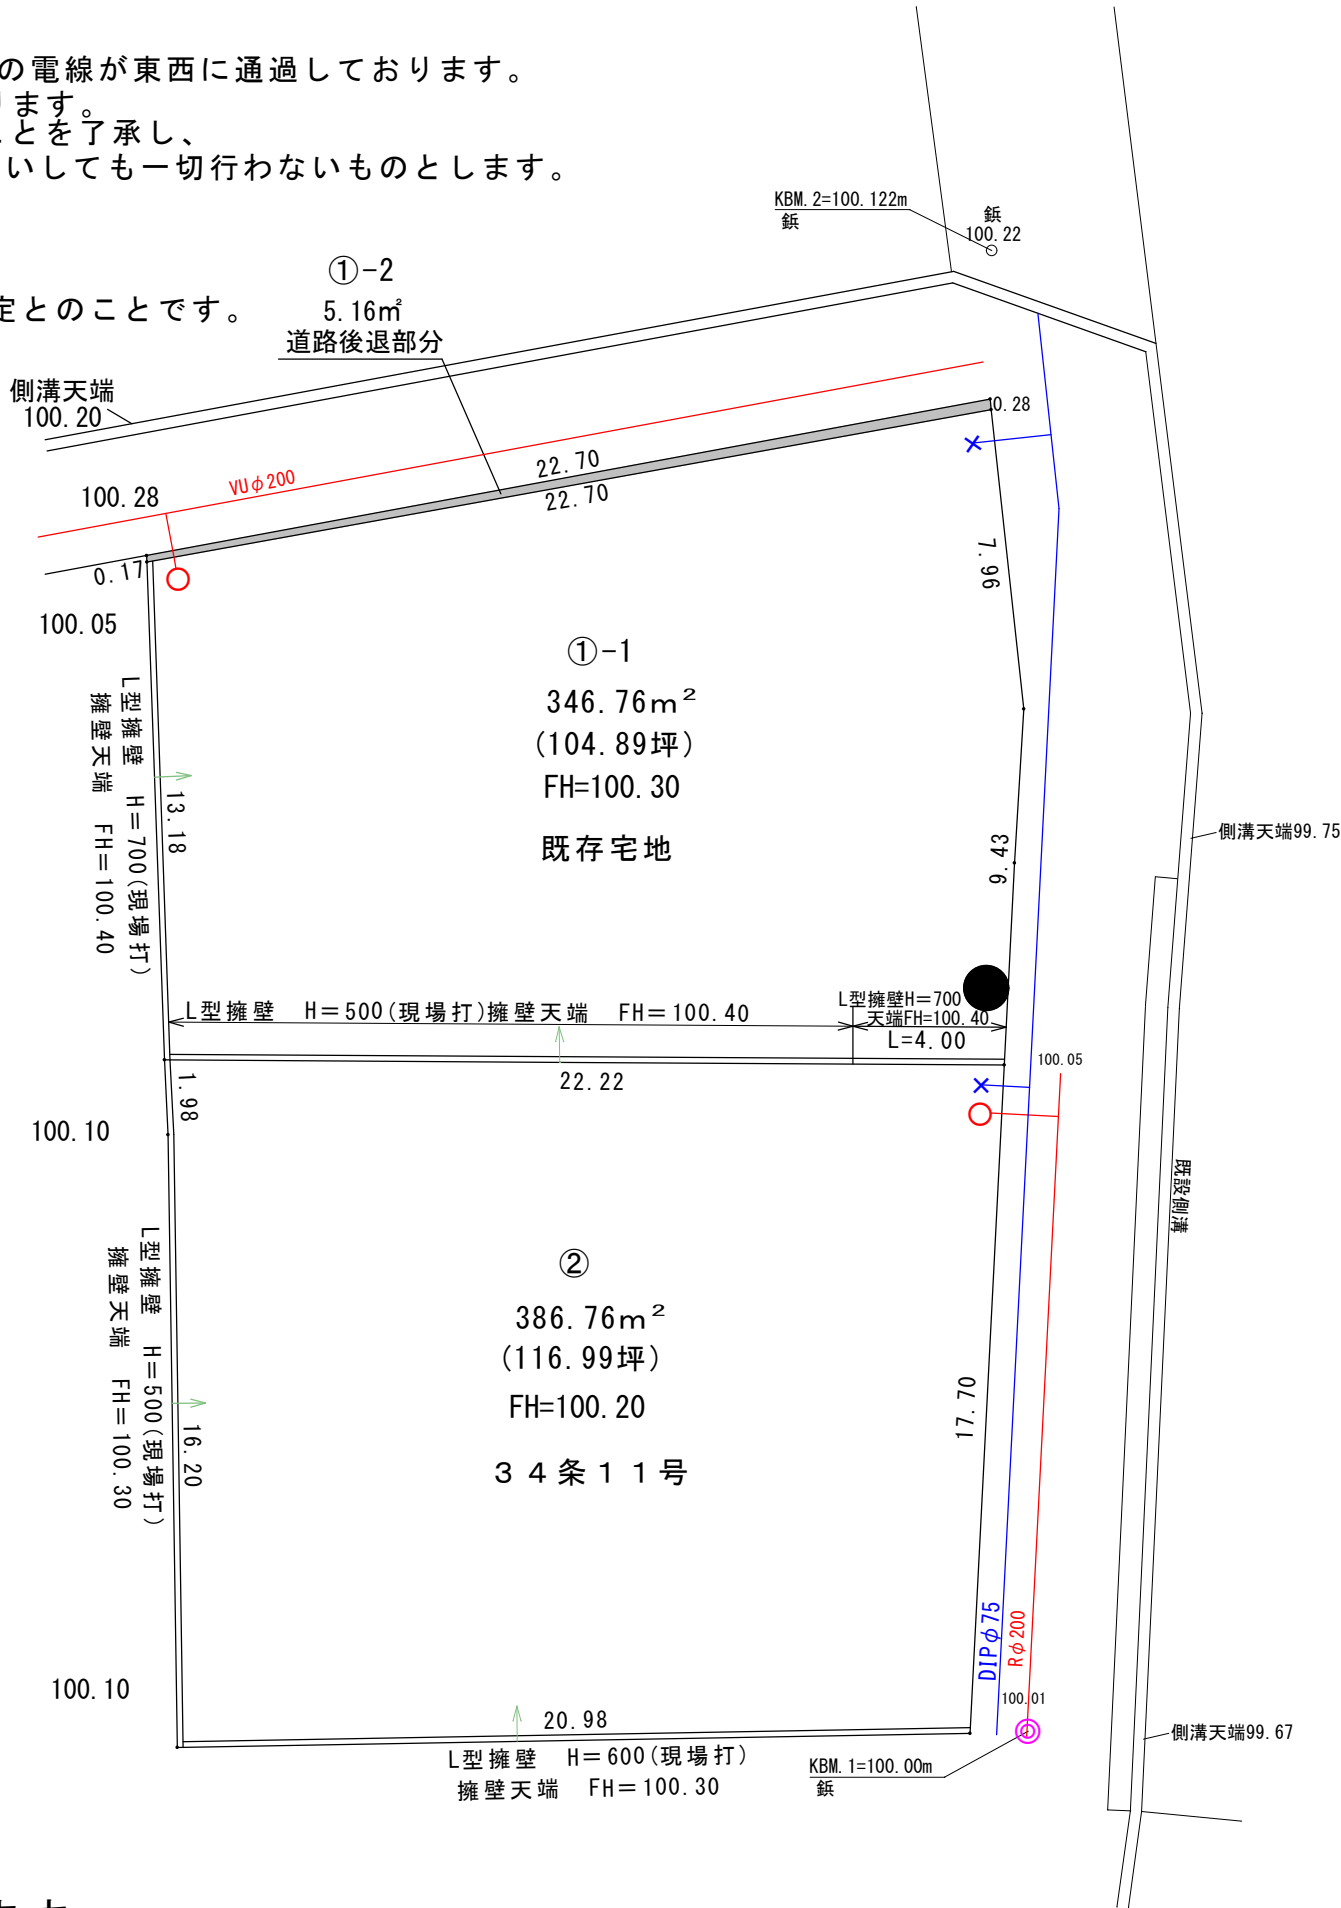 の電線が東西に通過しております。
ります。
ことを了承し、
いしても一切行わないものとします。
定とのことです。
KBM.2=100.122m
鋲
鋲
100.22
①-2
5.16㎡
道路後退部分
側溝天端
100.20
0.28
22.70
22.70
VUφ200
100.28
0.17
100.05
7.96
①-1
346.76m²
(104.89坪)
FH=100.30
既存宅地
L型擁壁 H=700(現場打)
擁壁天端 FH=100.40
13.18
9.43
側溝天端99.75
L型擁壁 H=500(現場打)擁壁天端 FH=100.40
L型擁壁H=700
天端FH=100.40
L=4.00
22.22
1.98
100.05
100.10
既設側溝
②
386.76m²
(116.99坪)
FH=100.20
34条11号
L型擁壁 H=500(現場打)
擁壁天端 FH=100.30
16.20
17.70
DIPφ75
Rφ200
100.01
100.10
20.98
L型擁壁 H=600(現場打)
擁壁天端 FH=100.30
KBM.1=100.00m
鋲
側溝天端99.67